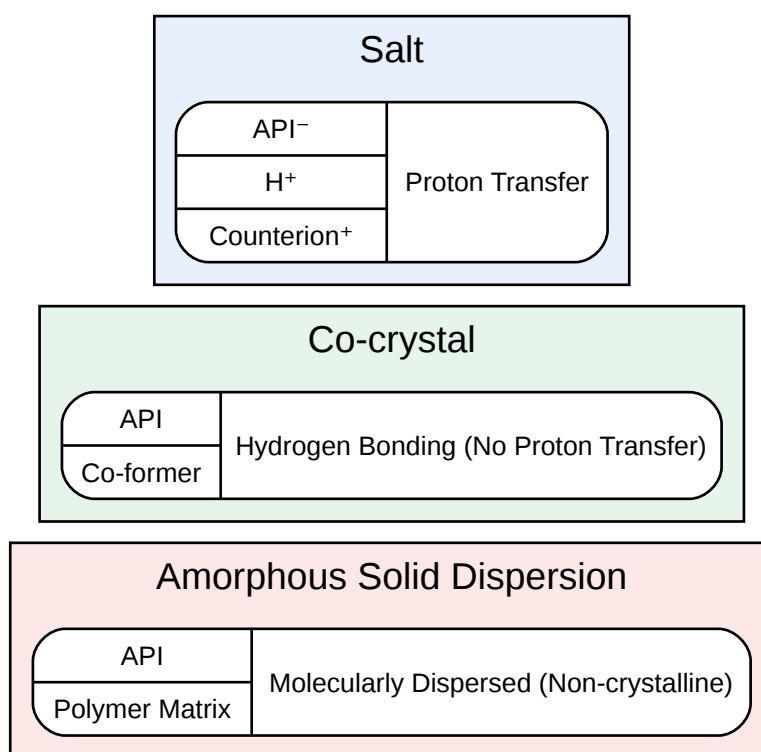 Salt
API⁻
H⁺
Counterion⁺
Proton Transfer
Co-crystal
API
Co-former
Hydrogen Bonding (No Proton Transfer)
Amorphous Solid Dispersion
API
Polymer Matrix
Molecularly Dispersed (Non-crystalline)